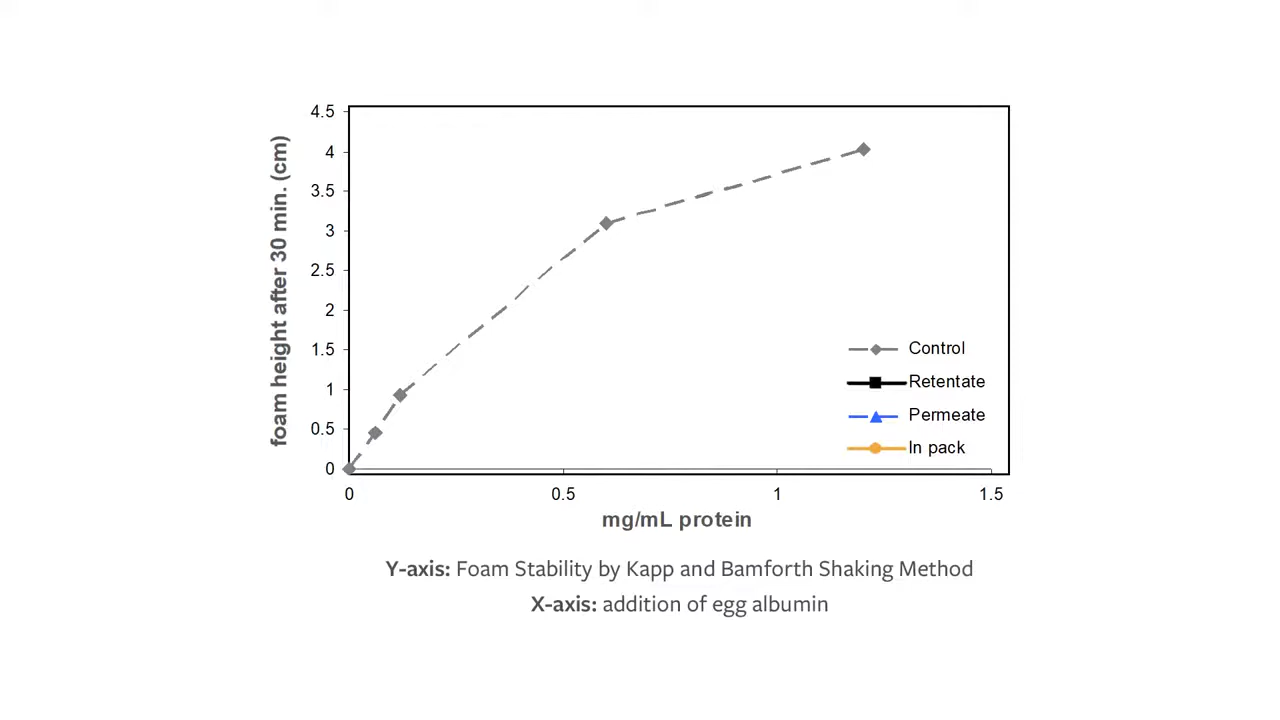 4.5
4
3.5
3
2.5
2
1.5
1
0.5
0
foam height after 30 min. (cm)
Control
Retentate
Permeate
In pack
0 0.5 1 1.5
mg/mL protein
Y-axis: Foam Stability by Kapp and Bamforth Shaking Method
X-axis: addition of egg albumin